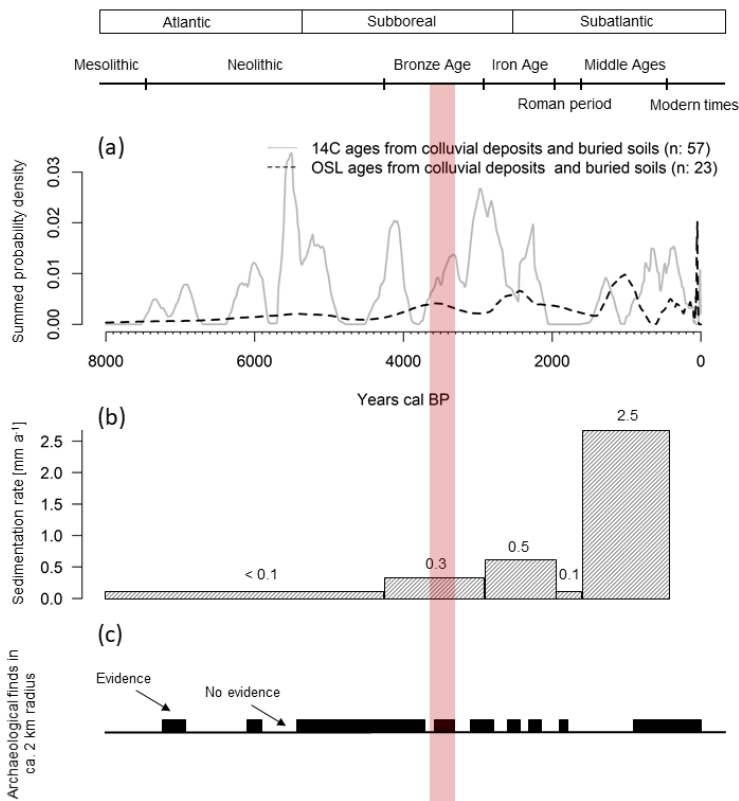 Atlantic Subboreal Subatlantic
Mesolithic Neolithic Bronze Age Iron Age Middle Ages
Roman period Modern times
(a)
14C ages from colluvial deposits and buried soils (n: 57)
OSL ages from colluvial deposits and buried soils (n: 23)
Summed probability density
0.03
0.02
0.01
0.00
8000 6000 4000 2000 0
Years cal BP
(b)
Sedimentation rate [mm a-1]
2.5
2.0
1.5
1.0
0.5
0.0
< 0.1 0.3 0.5 0.1 2.5
(c)
Archaeological finds in
ca. 2 km radius
Evidence
No evidence